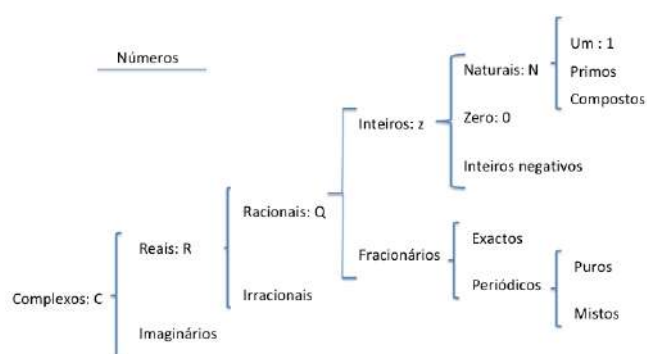 Números
Um : 1
Naturais: N
Primos
Compostos
Inteiros: z
Zero: 0
Inteiros negativos
Racionais: Q
Reais: R
Fracionários
Exactos
Periódicos
Puros
Mistos
Irracionais
Complexos: C
Imaginários